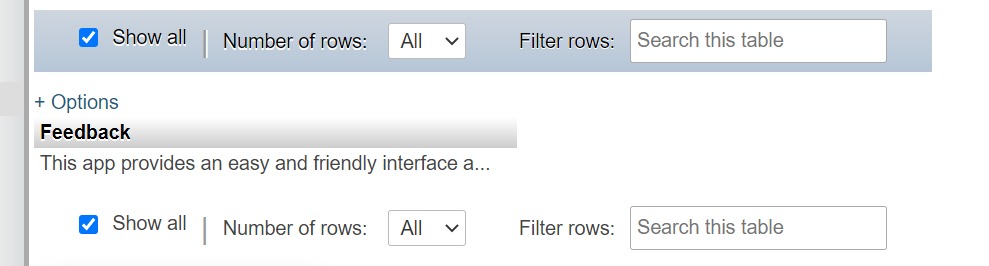 Show all | Number of rows: All Filter rows: Search this table
+ Options
Feedback
This app provides an easy and friendly interface a...
Show all | Number of rows: All Filter rows: Search this table